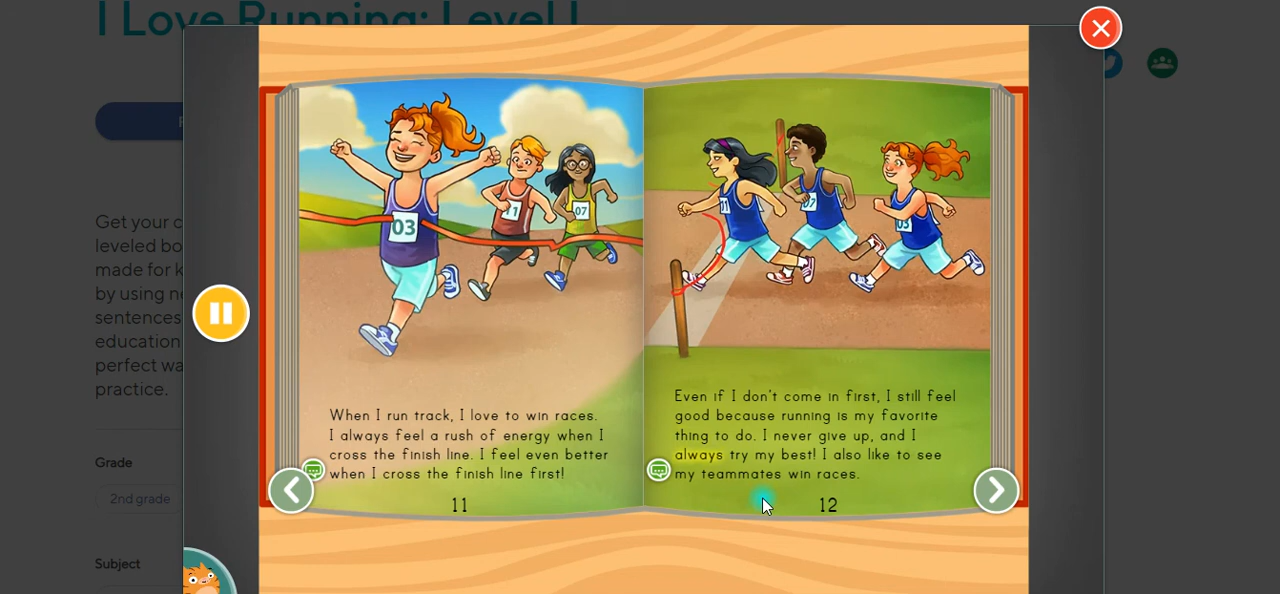 I Love Running: Level I
Get your c
leveled bo
made for k
by using n
sentences
education
perfect wa
practice.
Grade
2nd grade
Subject
03
11
07
When I run track, I love to win races.
I always feel a rush of energy when I
cross the finish line. I feel even better
when I cross the finish line first!
11
01
07
03
Even if I don't come in first, I still feel
good because running is my favorite
thing to do. I never give up, and I
always try my best! I also like to see
my teammates win races.
12